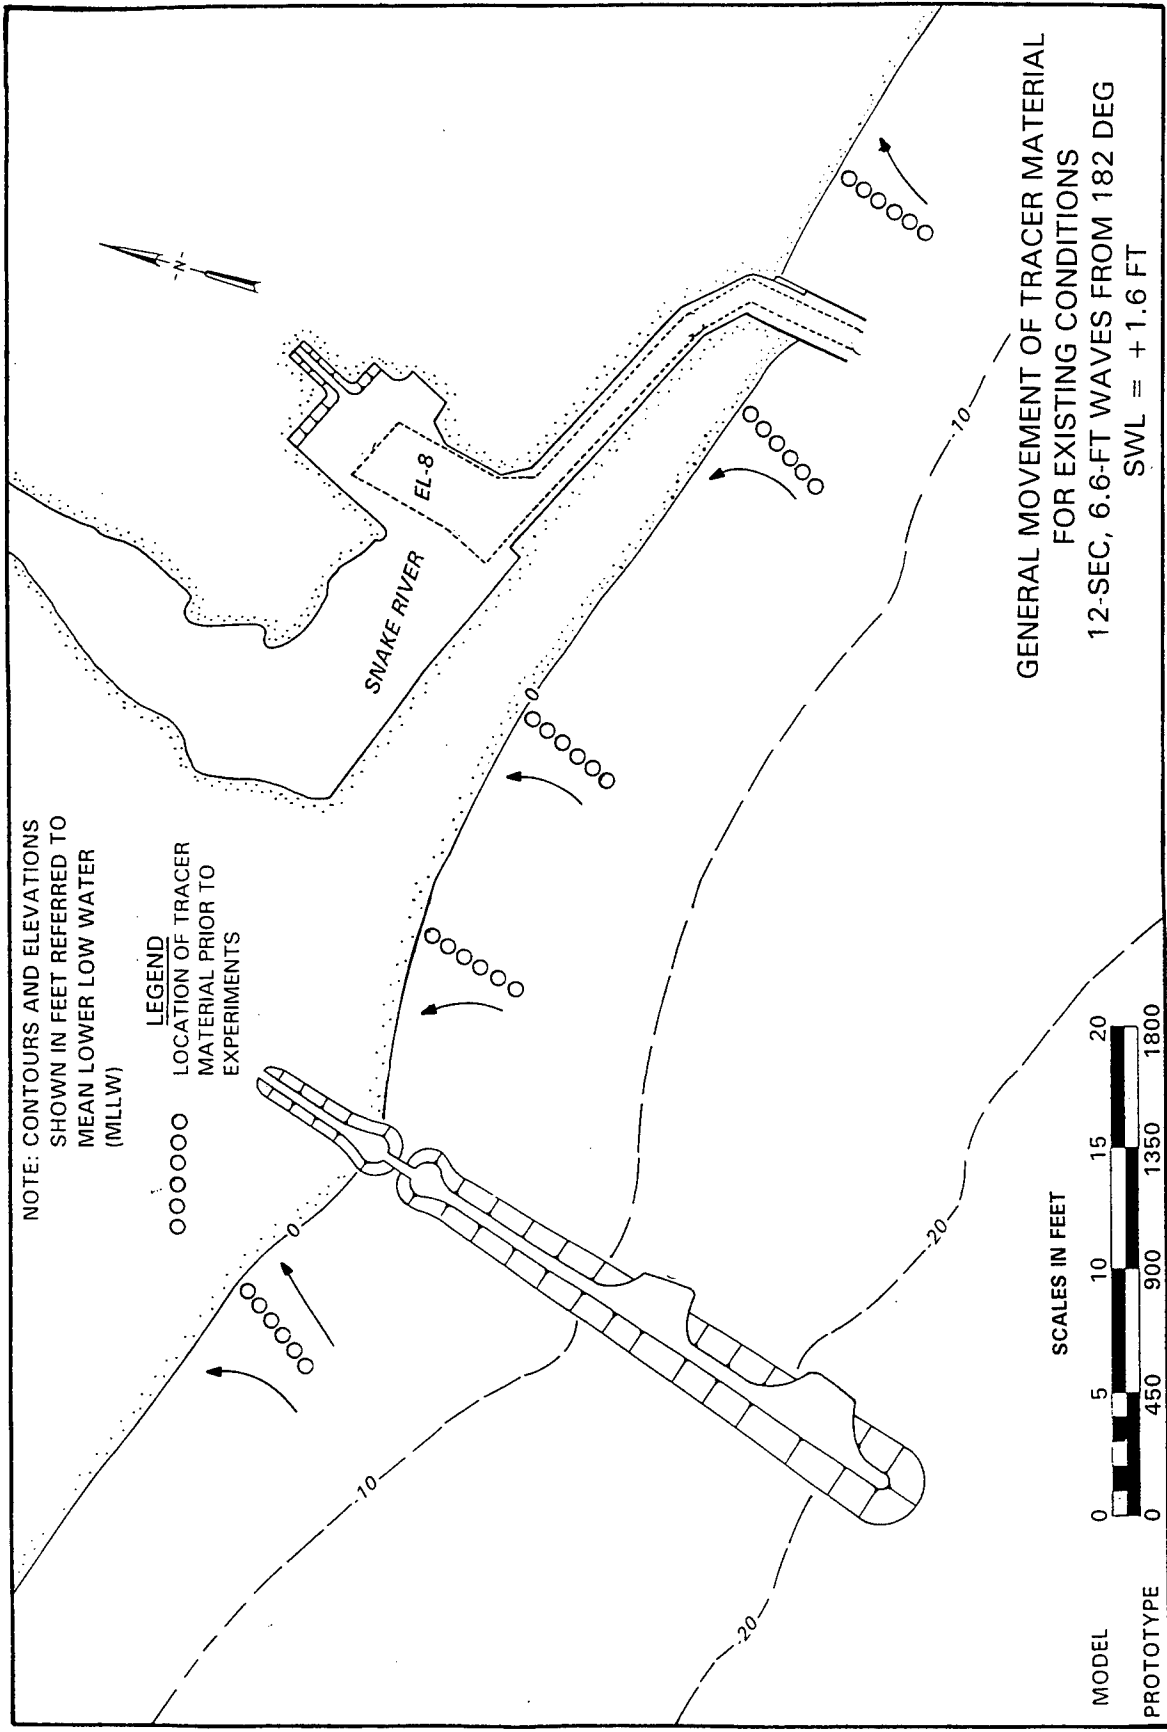 NOTE: CONTOURS AND ELEVATIONS
SHOWN IN FEET REFERRED TO
MEAN LOWER LOW WATER
(MLLW)
LEGEND
LOCATION OF TRACER
MATERIAL PRIOR TO
EXPERIMENTS
-N-
EL-8
SNAKE RIVER
0
0
-10
-10
-20
-20
GENERAL MOVEMENT OF TRACER MATERIAL
FOR EXISTING CONDITIONS
12-SEC, 6.6-FT WAVES FROM 182 DEG
SWL = +1.6 FT
SCALES IN FEET
MODEL 0 5 10 15 20
PROTOTYPE 0 450 900 1350 1800